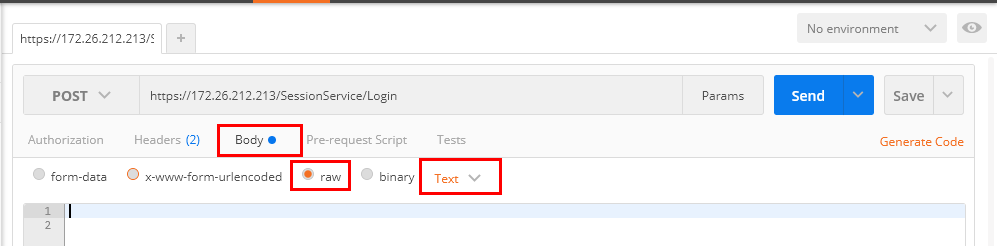 https://172.26.212.213/S
+
No environment
POST
https://172.26.212.213/SessionService/Login
Params
Send
Save
Authorization
Headers (2)
Body
Pre-request Script
Tests
Generate Code
form-data
x-www-form-urlencoded
raw
binary
Text
1
2